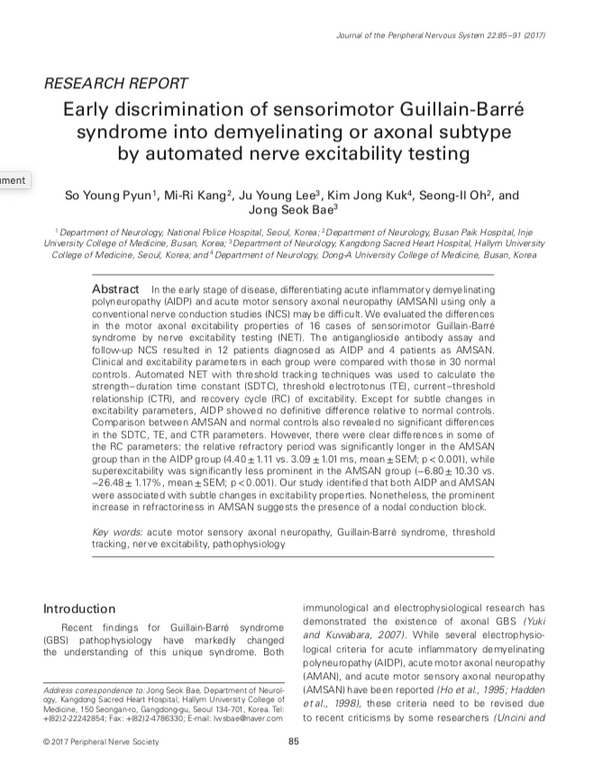 Journal of the Peripheral Nervous System 22:85–91 (2017)
RESEARCH REPORT
Early discrimination of sensorimotor Guillain-Barré
syndrome into demyelinating or axonal subtype
by automated nerve excitability testing
ument
So Young Pyun1, Mi-Ri Kang2, Ju Young Lee3, Kim Jong Kuk4, Seong-Il Oh2, and
Jong Seok Bae3
1 Department of Neurology, National Police Hospital, Seoul, Korea; 2 Department of Neurology, Busan Paik Hospital, Inje
University College of Medicine, Busan, Korea; 3 Department of Neurology, Kangdong Sacred Heart Hospital, Hallym University
College of Medicine, Seoul, Korea; and 4 Department of Neurology, Dong-A University College of Medicine, Busan, Korea
Abstract In the early stage of disease, differentiating acute inflammatory demyelinating
polyneuropathy (AIDP) and acute motor sensory axonal neuropathy (AMSAN) using only a
conventional nerve conduction studies (NCS) may be difficult. We evaluated the differences
in the motor axonal excitability properties of 16 cases of sensorimotor Guillain-Barré
syndrome by nerve excitability testing (NET). The antiganglioside antibody assay and
follow-up NCS resulted in 12 patients diagnosed as AIDP and 4 patients as AMSAN.
Clinical and excitability parameters in each group were compared with those in 30 normal
controls. Automated NET with threshold tracking techniques was used to calculate the
strength–duration time constant (SDTC), threshold electrotonus (TE), current–threshold
relationship (CTR), and recovery cycle (RC) of excitability. Except for subtle changes in
excitability parameters, AIDP showed no definitive difference relative to normal controls.
Comparison between AMSAN and normal controls also revealed no significant differences
in the SDTC, TE, and CTR parameters. However, there were clear differences in some of
the RC parameters: the relative refractory period was significantly longer in the AMSAN
group than in the AIDP group (4.40 ± 1.11 vs. 3.09 ± 1.01 ms, mean ± SEM; p < 0.001), while
superexcitability was significantly less prominent in the AMSAN group (−6.80 ± 10.30 vs.
−26.48 ± 1.17%, mean ± SEM; p < 0.001). Our study identified that both AIDP and AMSAN
were associated with subtle changes in excitability properties. Nonetheless, the prominent
increase in refractoriness in AMSAN suggests the presence of a nodal conduction block.
Key words: acute motor sensory axonal neuropathy, Guillain-Barré syndrome, threshold
tracking, nerve excitability, pathophysiology
Introduction
Recent findings for Guillain-Barré syndrome
(GBS) pathophysiology have markedly changed
the understanding of this unique syndrome. Both
Address correspondence to: Jong Seok Bae, Department of Neurol-
ogy, Kangdong Sacred Heart Hospital, Hallym University College of
Medicine, 150 Seongan-ro, Gangdong-gu, Seoul 134-701, Korea. Tel:
+(82)2-22242854; Fax: +(82)2-4786330; E-mail: lwsbae@naver.com
immunological and electrophysiological research has
demonstrated the existence of axonal GBS (Yuki
and Kuwabara, 2007). While several electrophysio-
logical criteria for acute inflammatory demyelinating
polyneuropathy (AIDP), acute motor axonal neuropathy
(AMAN), and acute motor sensory axonal neuropathy
(AMSAN) have been reported (Ho et al., 1995; Hadden
et al., 1998), these criteria need to be revised due
to recent criticisms by some researchers (Uncini and
© 2017 Peripheral Nerve Society
85